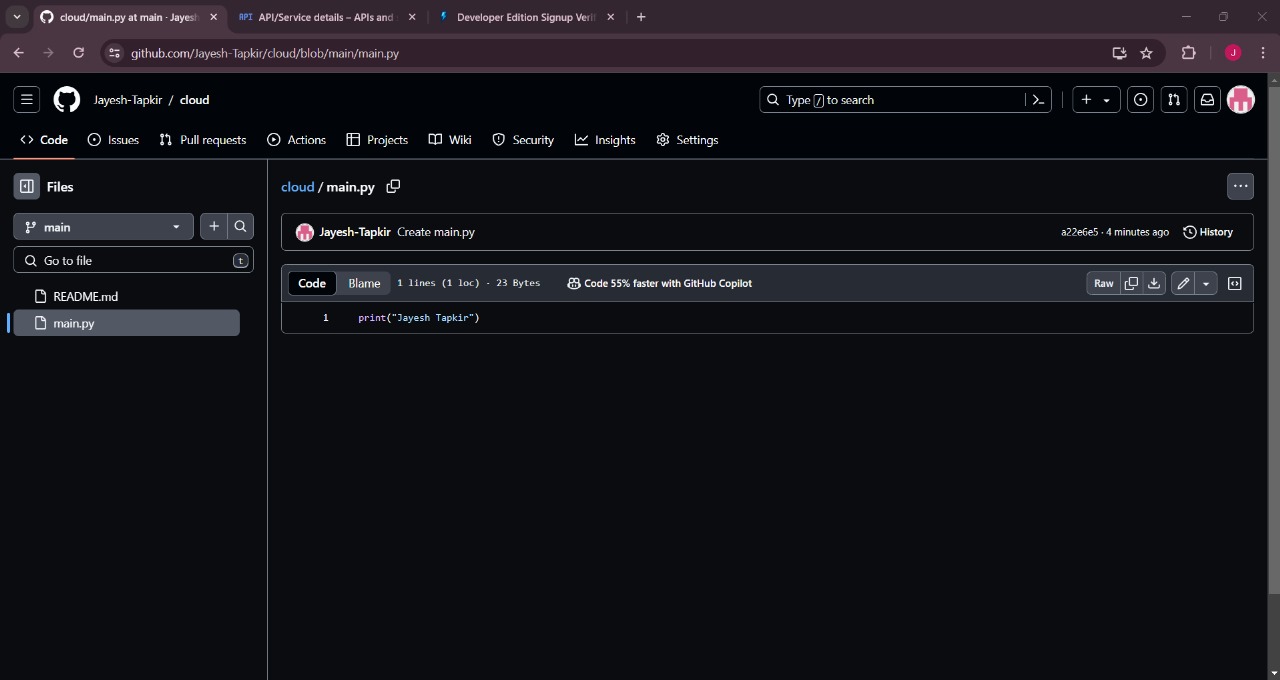 cloud/main.py at main · Jayesh
API API/Service details – APIs and
Developer Edition Signup Veri
github.com/Jayesh-Tapkir/cloud/blob/main/main.py
J
Jayesh-Tapkir / cloud
Type / to search
Code
Issues
Pull requests
Actions
Projects
Wiki
Security
Insights
Settings
Files
main
Go to file
t
README.md
main.py
cloud / main.py
Jayesh-Tapkir Create main.py
a22e6e5 · 4 minutes ago
History
Code
Blame
1 lines (1 loc) · 23 Bytes
Code 55% faster with GitHub Copilot
Raw
1 print("Jayesh Tapkir")